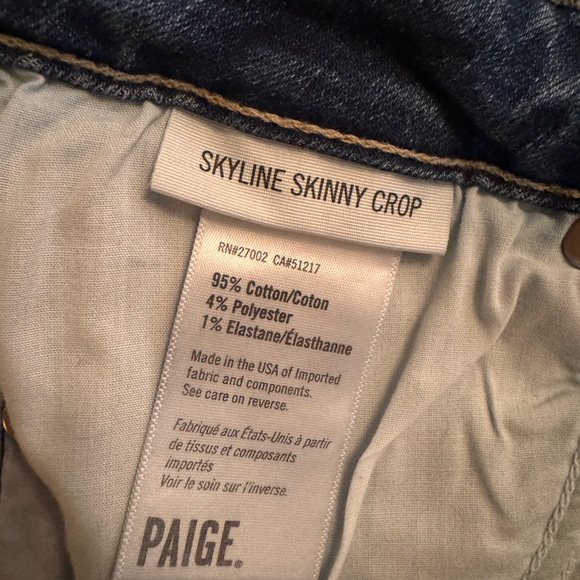 SKYLINE SKINNY CROP
RN#27002 CA#51217
95% Cotton/Coton
4% Polyester
1% Elastane/Élasthanne
Made in the USA of Imported
fabric and components.
See care on reverse.
Fabriqué aux États-Unis à partir
de tissus et composants
importés
Voir le soin sur l'inverse.
PAIGE®